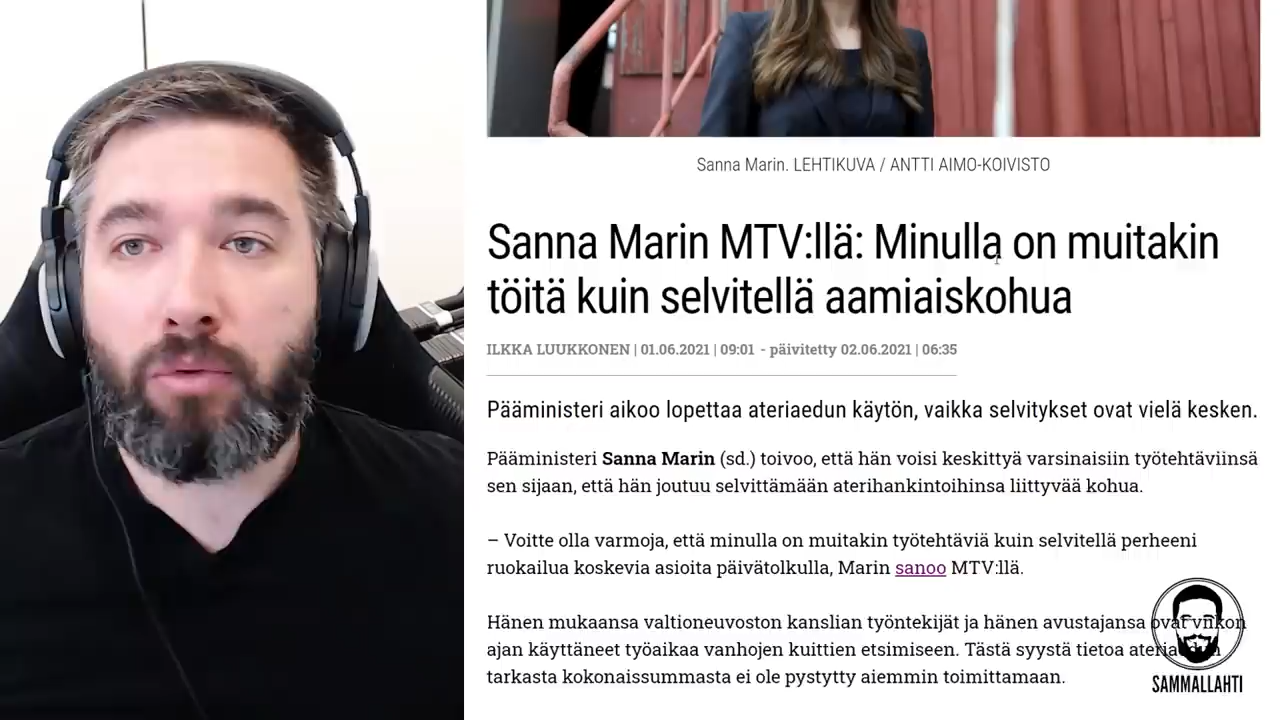 Sanna Marin. LEHTIKUVA / ANTTI AIMO-KOIVISTO
Sanna Marin MTV:llä: Minulla on muitakin
töitä kuin selvitellä aamiaiskohua
ILKKA LUUKKONEN | 01.06.2021 | 09:01 - päivitetty 02.06.2021 | 06:35
Pääministeri aikoo lopettaa ateriaedun käytön, vaikka selvitykset ovat vielä kesken.
Pääministeri Sanna Marin (sd.) toivoo, että hän voisi keskittyä varsinaisiin työtehtäviinsä
sen sijaan, että hän joutuu selvittämään aterihankintoihinsa liittyvää kohua.
– Voitte olla varmoja, että minulla on muitakin työtehtäviä kuin selvitellä perheeni
ruokailua koskevia asioita päivätolkulla, Marin sanoo MTV:llä.
Hänen mukaansa valtioneuvoston kanslian työntekijät ja hänen avustajansa ovat viikon
ajan käyttäneet työaikaa vanhojen kuittien etsimiseen. Tästä syystä tietoa ateriaedun
tarkasta kokonaissummasta ei ole pystytty aiemmin toimittamaan.
SAMMALLAHTI